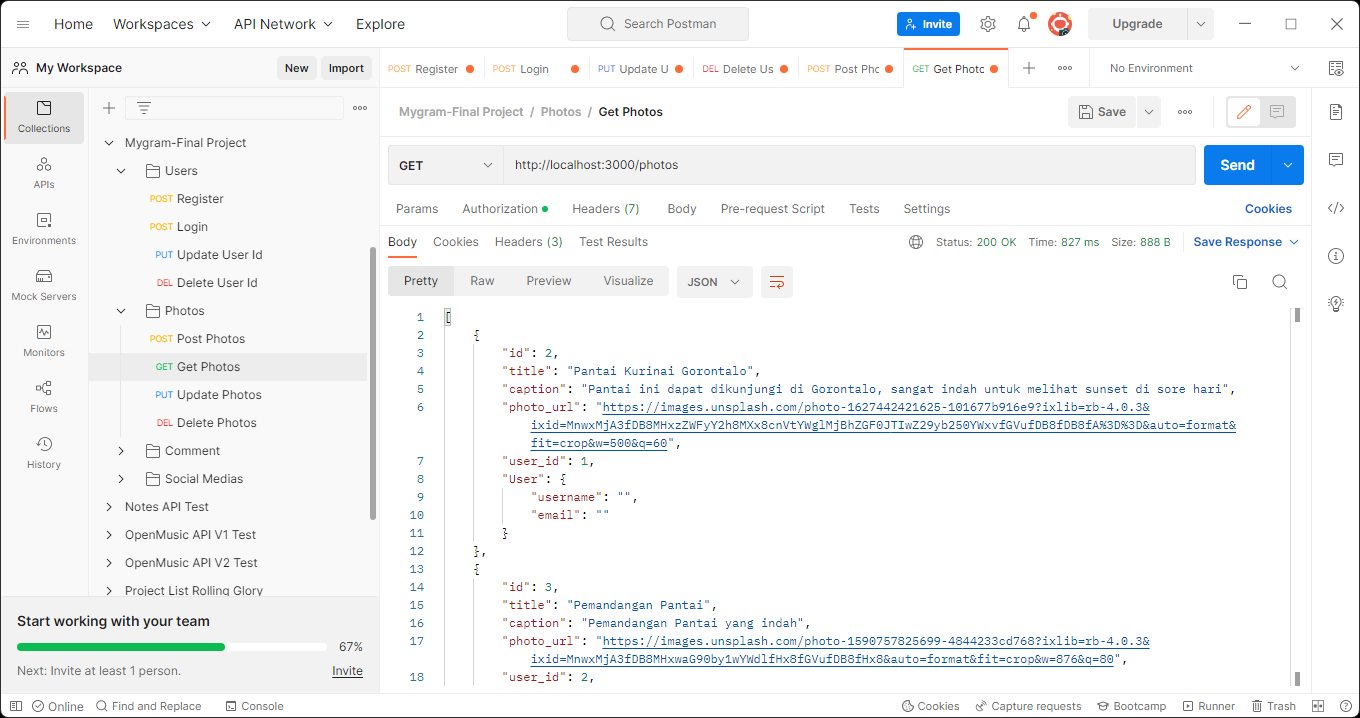 Home Workspaces API Network Explore Search Postman Invite Upgrade
My Workspace New Import POST Register POST Login PUT Update U DEL Delete Us POST Post Phc GET Get Photo No Environment
Collections
APIs
Environments
Mock Servers
Monitors
Flows
History
Mygram-Final Project
Users
POST Register
POST Login
PUT Update User Id
DEL Delete User Id
Photos
POST Post Photos
GET Get Photos
PUT Update Photos
DEL Delete Photos
Comment
Social Medias
Notes API Test
OpenMusic API V1 Test
OpenMusic API V2 Test
Project List Rolling Glory
Start working with your team
67%
Next: Invite at least 1 person. Invite
Mygram-Final Project / Photos / Get Photos Save
GET http://localhost:3000/photos Send
Params Authorization Headers (7) Body Pre-request Script Tests Settings Cookies
Body Cookies Headers (3) Test Results Status: 200 OK Time: 827 ms Size: 888 B Save Response
Pretty Raw Preview Visualize JSON
1 [
2 {
3 "id": 2,
4 "title": "Pantai Kurinai Gorontalo",
5 "caption": "Pantai ini dapat dikunjungi di Gorontalo, sangat indah untuk melihat sunset di sore hari",
6 "photo_url": "https://images.unsplash.com/photo-1627442421625-101677b916e9?ixlib=rb-4.0.3&
ixid=MnwxMjA3fDB8MHxzZWFyY2h8MXx8cnVtYWglMjBhZGF0JTIwZ29yb250YWxvfGVufDB8fDB8fA%3D%3D&auto=format&
fit=crop&w=500&q=60",
7 "user_id": 1,
8 "User": {
9 "username": "",
10 "email": ""
11 }
12 },
13 {
14 "id": 3,
15 "title": "Pemandangan Pantai",
16 "caption": "Pemandangan Pantai yang indah",
17 "photo_url": "https://images.unsplash.com/photo-1590757825699-4844233cd768?ixlib=rb-4.0.3&
ixid=MnwxMjA3fDB8MHxwaG90by1wYWdlfHx8fGVufDB8fHx8&auto=format&fit=crop&w=876&q=80",
18 "user_id": 2,
Online Find and Replace Console Cookies Capture requests Bootcamp Runner Trash